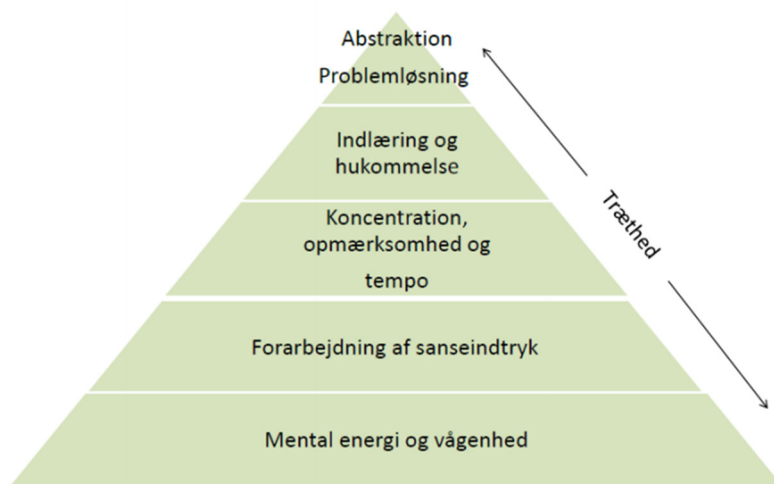 Abstraktion
Problemløsning
Indlæring og
hukommelse
Koncentration,
opmærksomhed og
tempo
Forarbejdning af sanseindtryk
Mental energi og vågenhed
Træthed